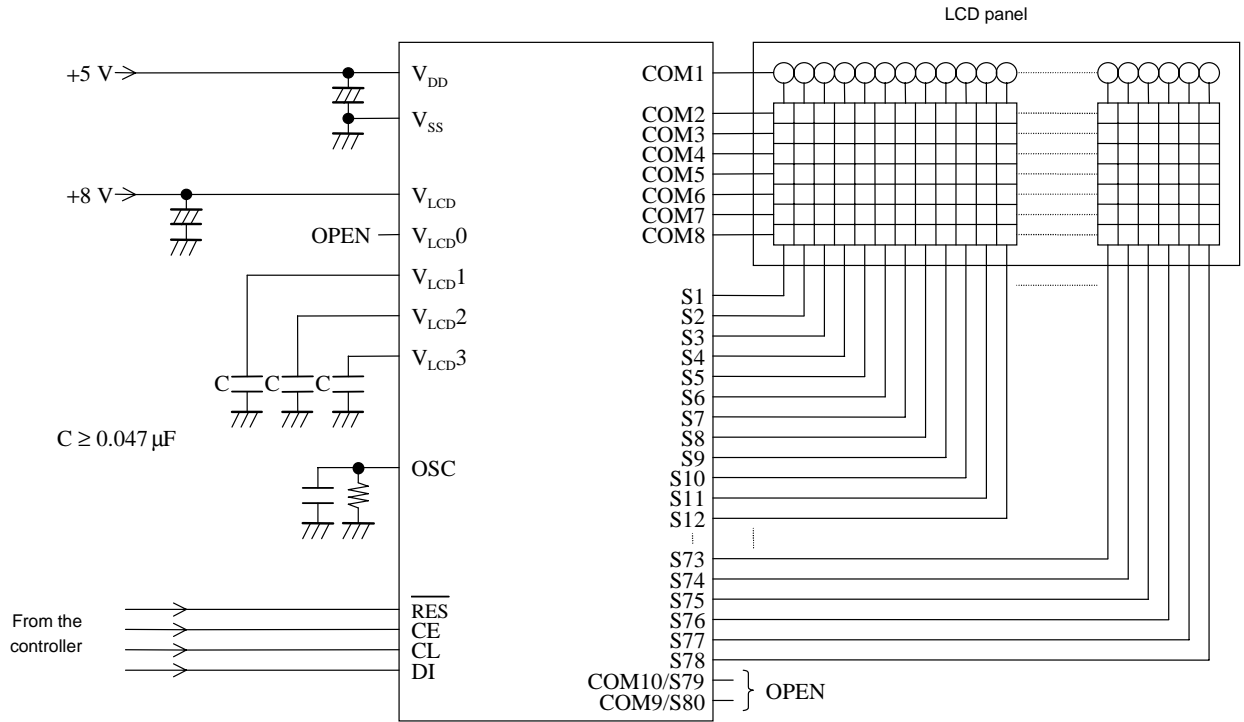 LCD panel
+5 V
VDD
COM1
VSS
COM2
COM3
COM4
COM5
COM6
COM7
COM8
+8 V
VLCD
OPEN
VLCD0
VLCD1
VLCD2
VLCD3
C
C
C
C ≥ 0.047 µF
OSC
S1
S2
S3
S4
S5
S6
S7
S8
S9
S10
S11
S12
S73
S74
S75
S76
S77
S78
From the
controller
RES
CE
CL
DI
COM10/S79
COM9/S80
OPEN